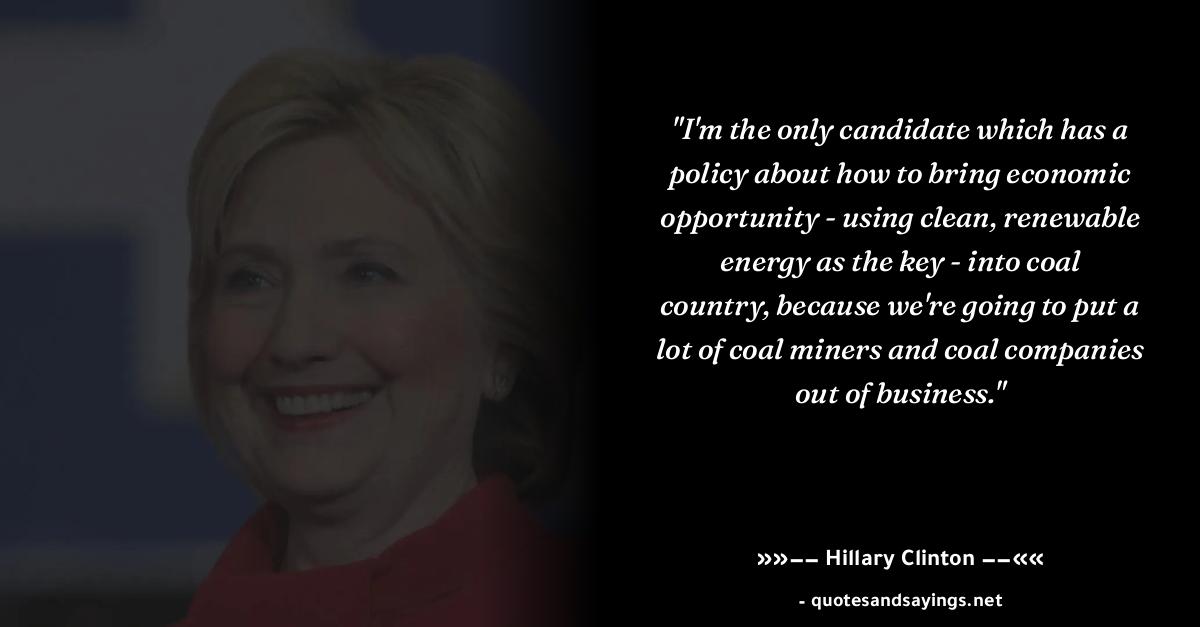 "I'm the only candidate which has a
policy about how to bring economic
opportunity - using clean, renewable
energy as the key - into coal
country, because we're going to put a
lot of coal miners and coal companies
out of business."
»»−− Hillary Clinton −−««
- quotesandsayings.net